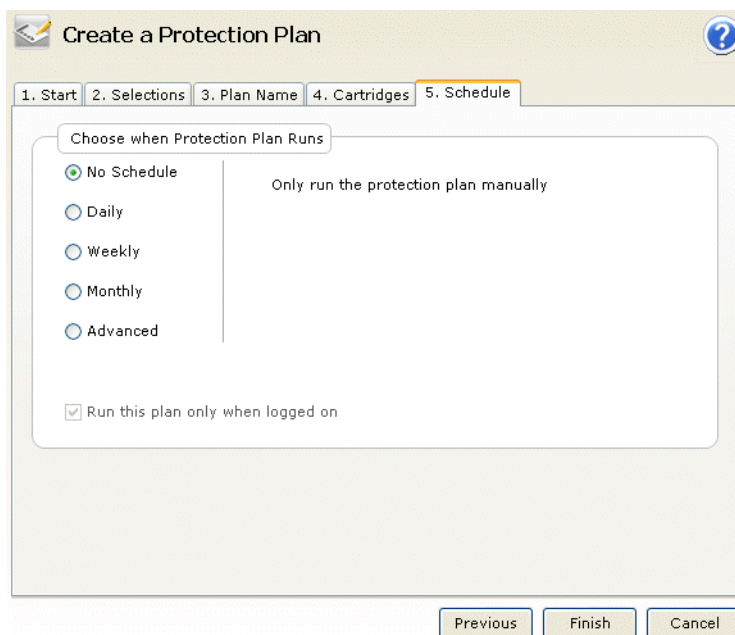 Create a Protection Plan
?
1. Start 2. Selections 3. Plan Name 4. Cartridges 5. Schedule
Choose when Protection Plan Runs
No Schedule
Only run the protection plan manually
Daily
Weekly
Monthly
Advanced
Run this plan only when logged on
Previous Finish Cancel